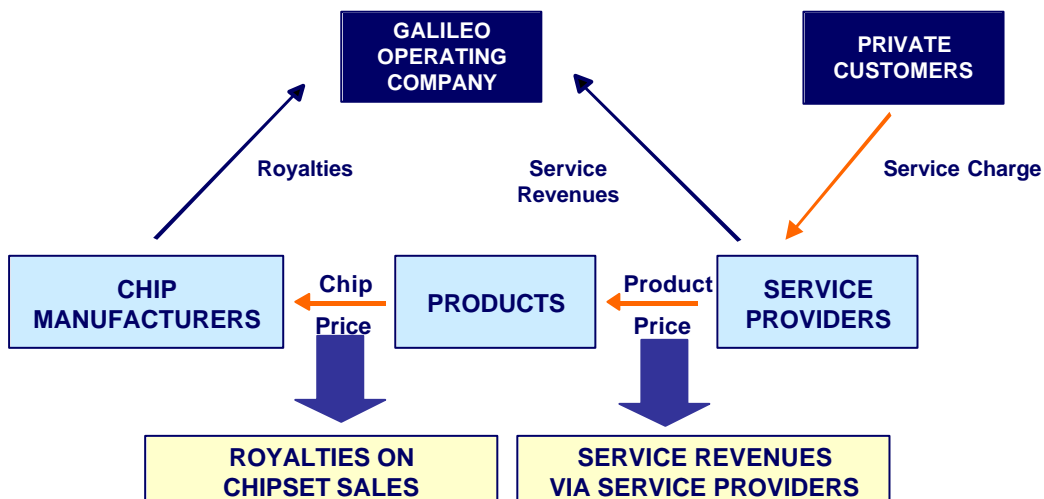 GALILEO
OPERATING
COMPANY
PRIVATE
CUSTOMERS
Royalties
Service
Revenues
Service Charge
CHIP
MANUFACTURERS
Chip
Price
PRODUCTS
Product
Price
SERVICE
PROVIDERS
ROYALTIES ON
CHIPSET SALES
SERVICE REVENUES
VIA SERVICE PROVIDERS